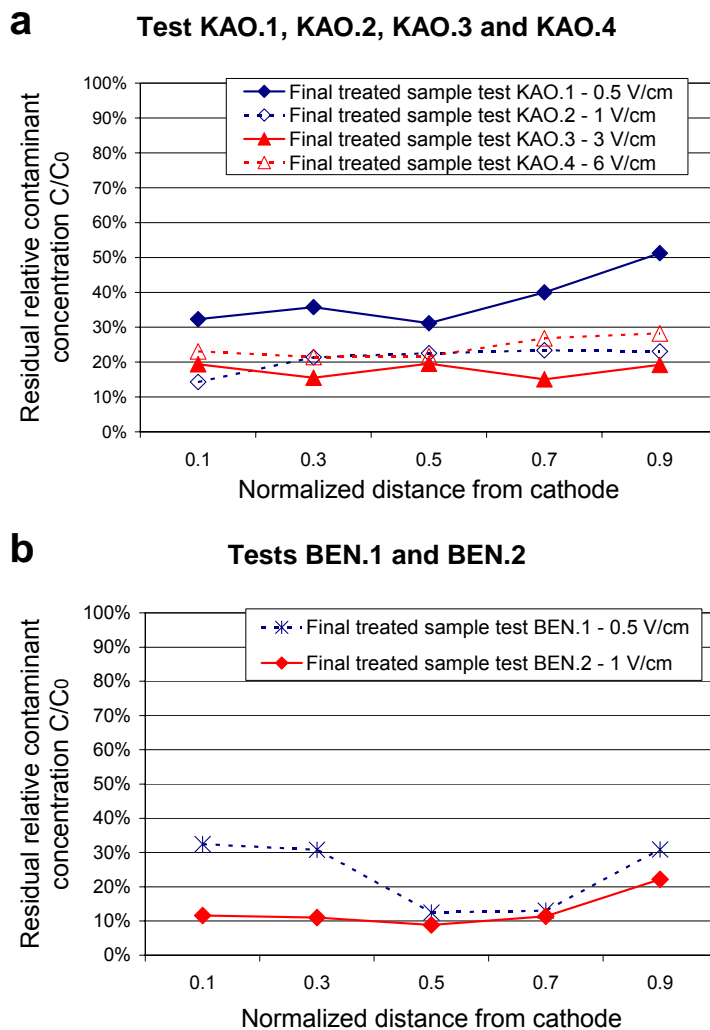 a
Test KAO.1, KAO.2, KAO.3 and KAO.4
Residual relative contaminant
concentration C/C0
100%
90%
80%
70%
60%
50%
40%
30%
20%
10%
0%
Final treated sample test KAO.1 - 0.5 V/cm
Final treated sample test KAO.2 - 1 V/cm
Final treated sample test KAO.3 - 3 V/cm
Final treated sample test KAO.4 - 6 V/cm
0.1 0.3 0.5 0.7 0.9
Normalized distance from cathode
b
Tests BEN.1 and BEN.2
Residual relative contaminant
concentration C/C0
100%
90%
80%
70%
60%
50%
40%
30%
20%
10%
0%
Final treated sample test BEN.1 - 0.5 V/cm
Final treated sample test BEN.2 - 1 V/cm
0.1 0.3 0.5 0.7 0.9
Normalized distance from cathode